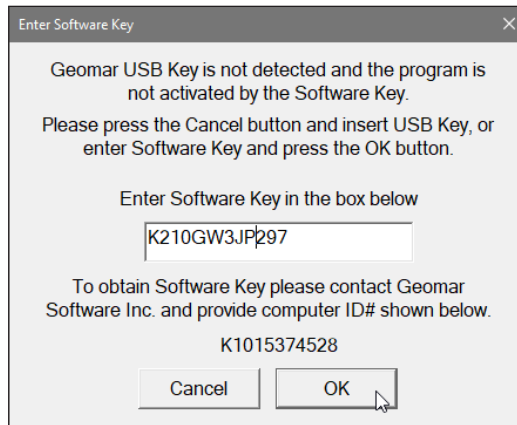 Enter Software Key
Geomar USB Key is not detected and the program is
not activated by the Software Key.
Please press the Cancel button and insert USB Key, or
enter Software Key and press the OK button.
Enter Software Key in the box below
K210GW3JP297
To obtain Software Key please contact Geomar
Software Inc. and provide computer ID# shown below.
K1015374528
Cancel
OK